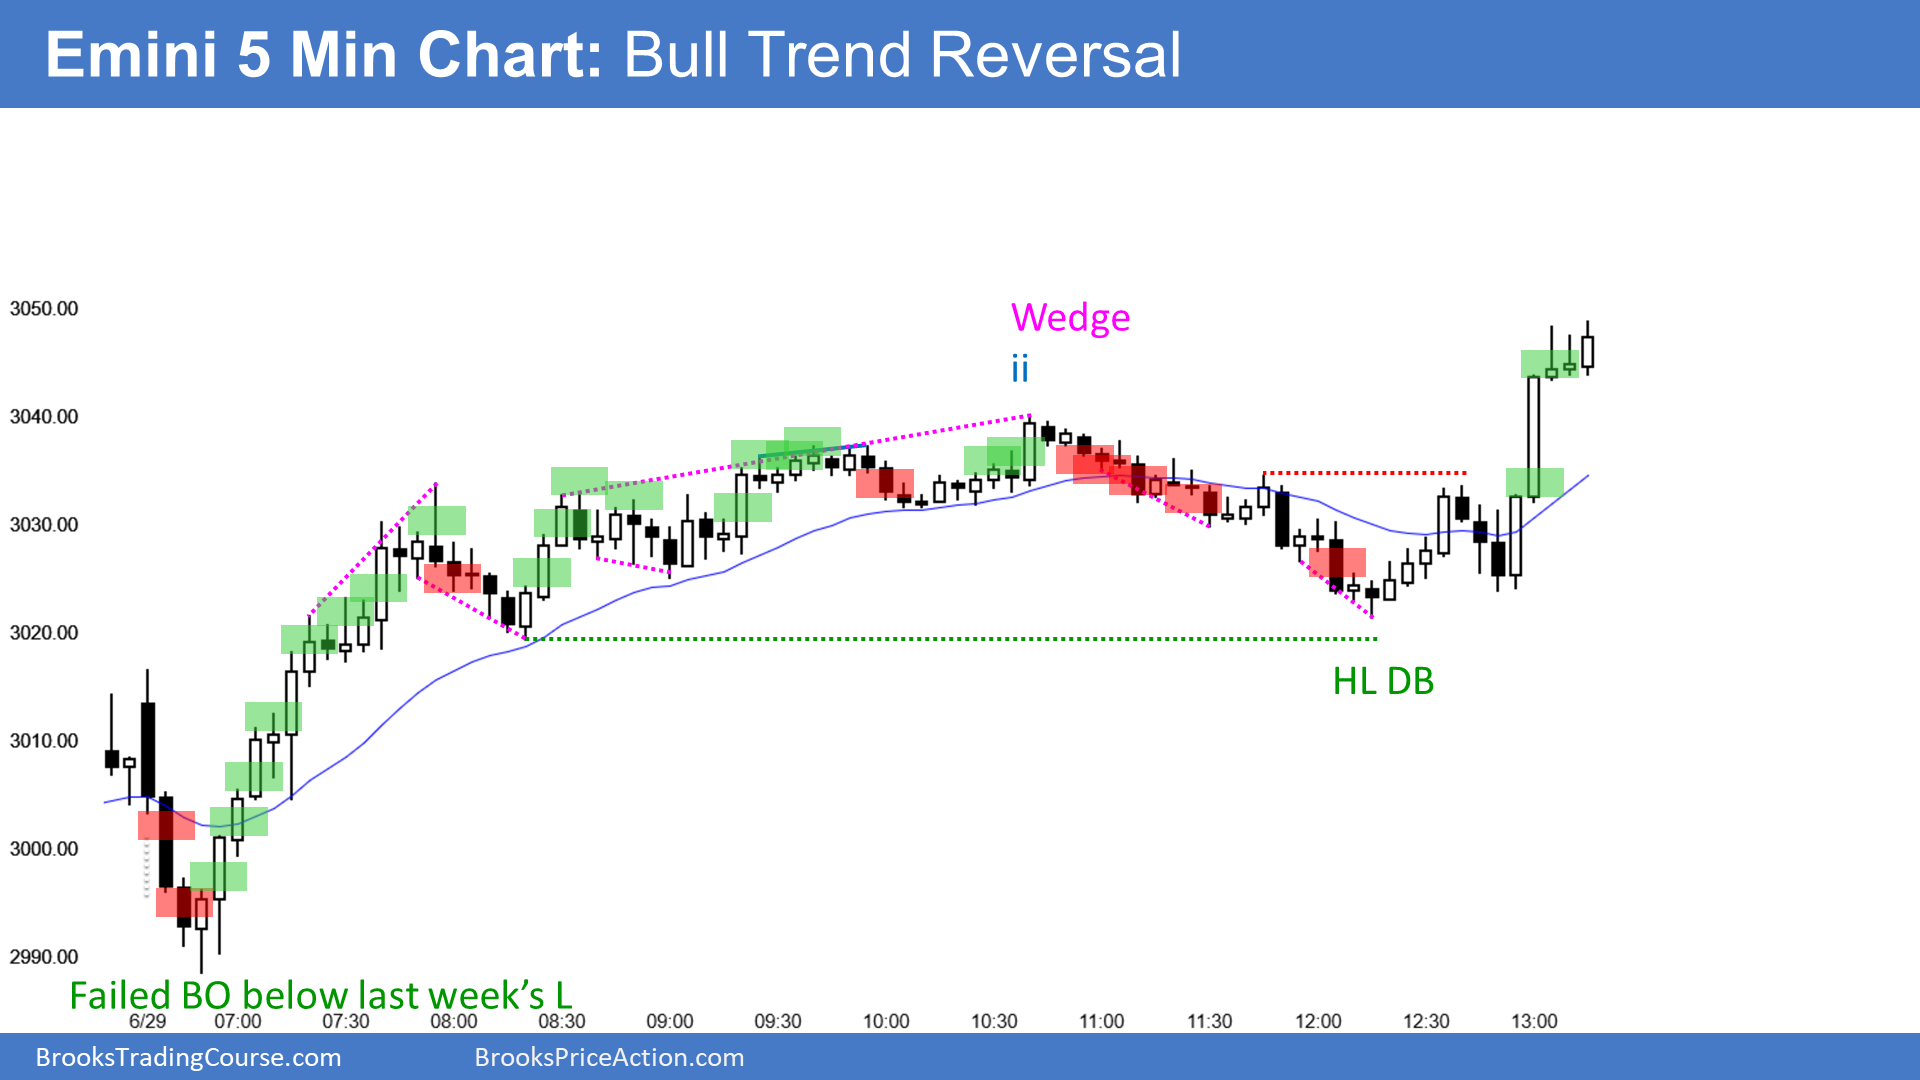 Emini 5 Min Chart: Bull Trend Reversal
3050.00
Wedge
ii
3040.00
3030.00
3020.00
HL DB
3010.00
3000.00
2990.00
Failed BO below last week’s L
6/29 07:00 07:30 08:00 08:30 09:00 09:30 10:00 10:30 11:00 11:30 12:00 12:30 13:00
BrooksTradingCourse.com BrooksPriceAction.com